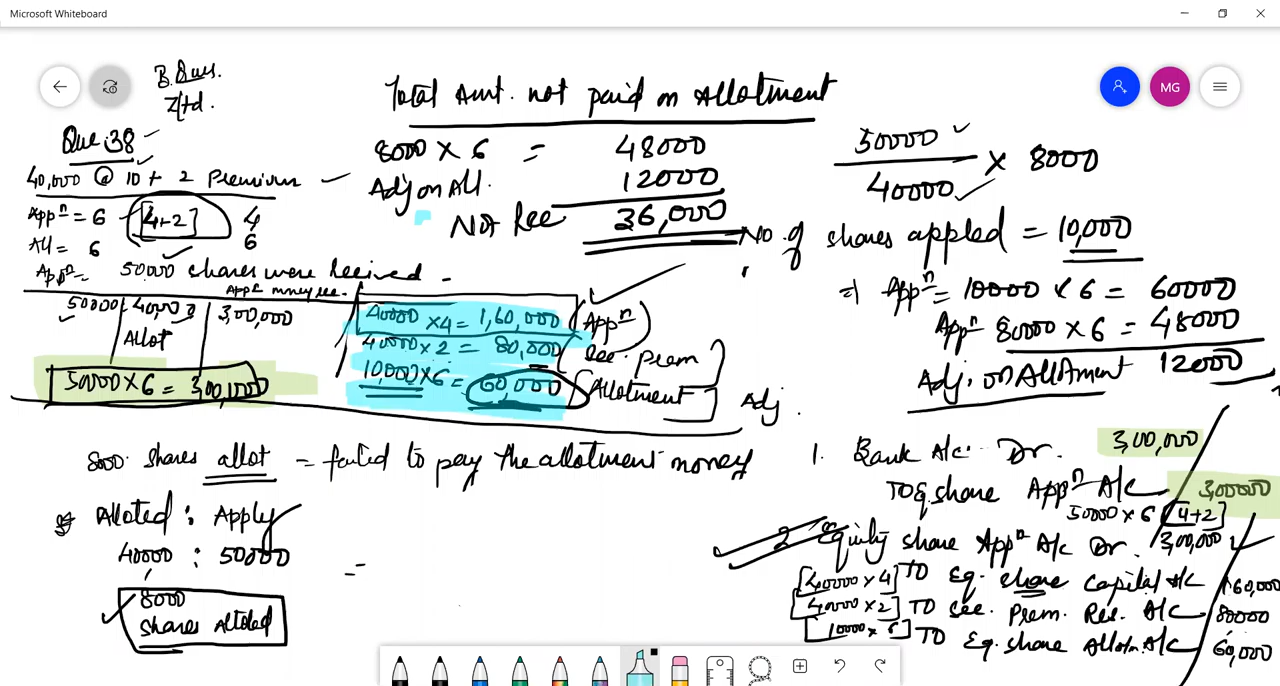 Microsoft Whiteboard
MG
B. Ques.
Z ltd.
Que. 38
40,000 @ 10 + 2 Premium
Appⁿ = 6 [4+2] 4
All = 6 6
Appⁿ = 50000 shares were received
Appⁿ money rec.
50000 40000 3,00,000
Allot
50000 X 6 = 3,00,000
40000 X 4 = 1,60,000 Appⁿ
40000 X 2 = 80,000 Sec. Prem
10,000 X 6 = 60,000 Allotment Adj.
Total Amt. not paid on Allotment
8000 X 6 = 48000
Adj on All. 12000
Not Rec 36,000
50000
40000
X 8000
No. of shares applied = 10,000
=) Appⁿ = 10000 X 6 = 60000
Appⁿ 8000 X 6 = 48000
Adj. on Allotment 12000
8000 shares allot = failed to pay the allotment money
Alloted : Apply
40000 : 50000
=
8000
Shares Alloted
1. Bank A/c .. Dr. 3,00,000
To Eq. share Appⁿ A/c 3,00000
50000 X 6 [4+2]
2 Equity share Appⁿ A/c Dr. 3,00,000
[40000 X 4] To Eq. share capital A/c 1,60,000
[40000 X 2] To Sec. Prem. Res. A/c 80000
[10000 X 6] To Eq. share Allotm. A/c 60,000